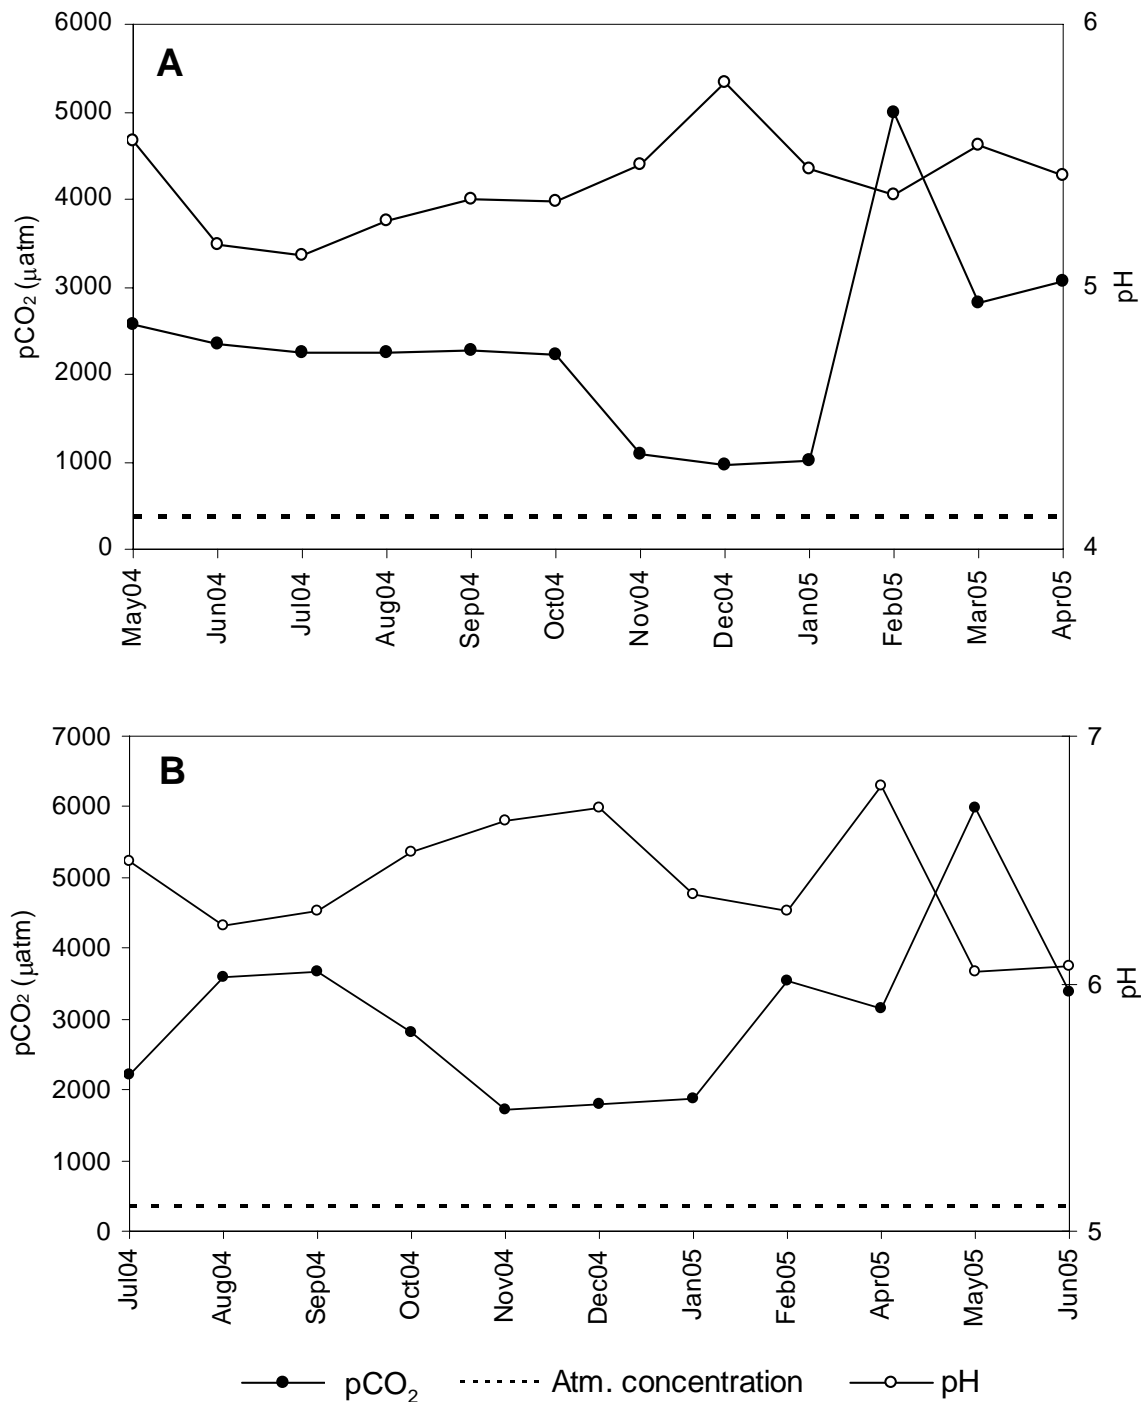 6000 6
A
5000
4000
pCO₂ (µatm)
3000 5
pH
2000
1000
0 4
May04 Jun04 Jul04 Aug04 Sep04 Oct04 Nov04 Dec04 Jan05 Feb05 Mar05 Apr05
7000 7
B
6000
5000
4000
pCO₂ (µatm)
6
pH
3000
2000
1000
0 5
Jul04 Aug04 Sep04 Oct04 Nov04 Dec04 Jan05 Feb05 Apr05 May05 Jun05
pCO₂ Atm. concentration pH